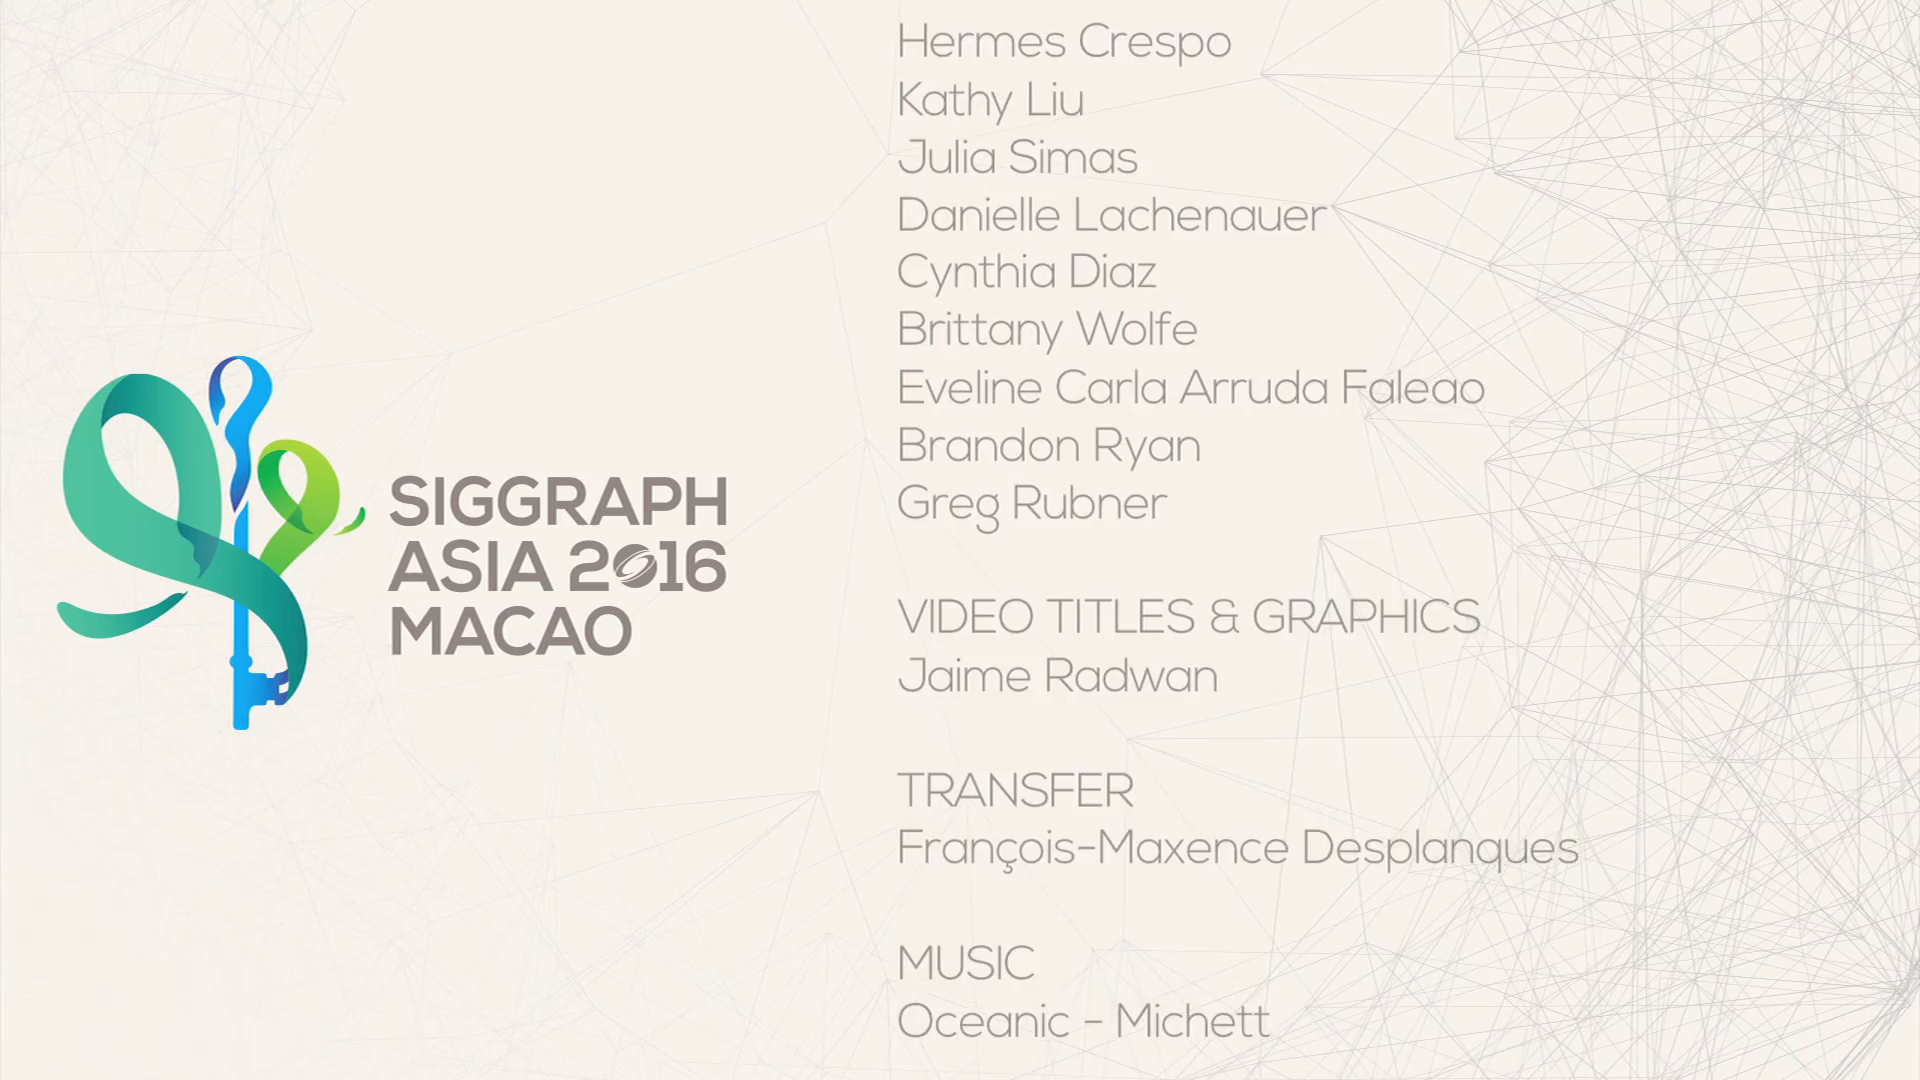 SIGGRAPH
ASIA 2016
MACAO
Hermes Crespo
Kathy Liu
Julia Simas
Danielle Lachenauer
Cynthia Diaz
Brittany Wolfe
Eveline Carla Arruda Faleao
Brandon Ryan
Greg Rubner
VIDEO TITLES & GRAPHICS
Jaime Radwan
TRANSFER
François-Maxence Desplanques
MUSIC
Oceanic - Michett